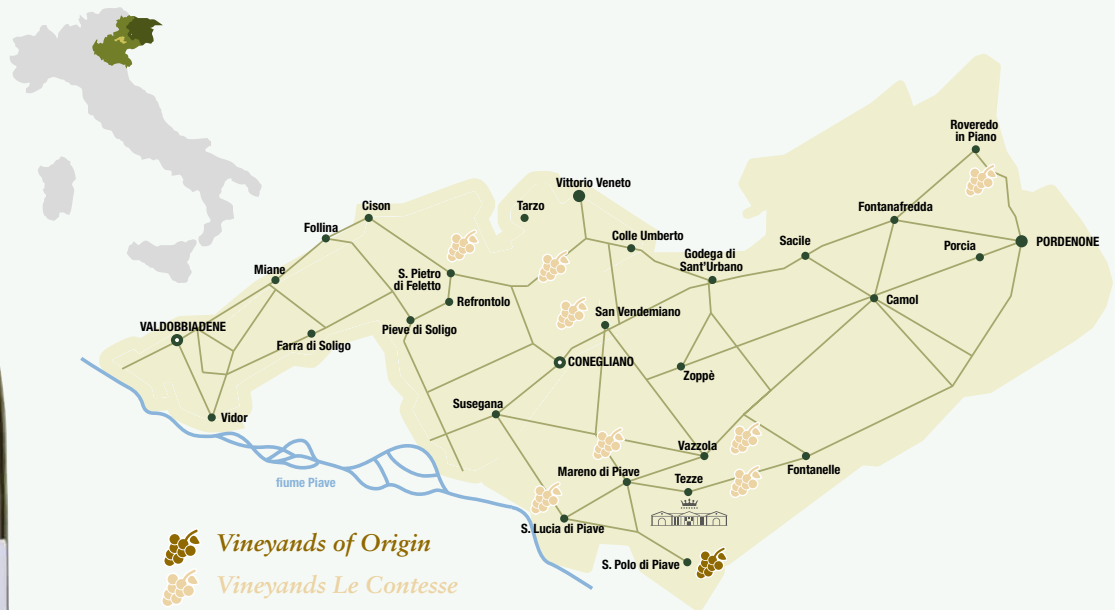 Roveredo
in Piano
Cison
Tarzo
Vittorio Veneto
Fontanafredda
Follina
Colle Umberto
Sacile
Porcia
PORDENONE
Godega di
Sant'Urbano
Miane
S. Pietro
di Feletto
Refrontolo
Camol
San Vendemiano
VALDOBBIADENE
Pieve di Soligo
Farra di Soligo
CONEGLIANO
Zoppè
Susegana
Vidor
Vazzola
Mareno di Piave
Tezze
Fontanelle
fiume Piave
S. Lucia di Piave
S. Polo di Piave
Vineyands of Origin
Vineyands Le Contesse